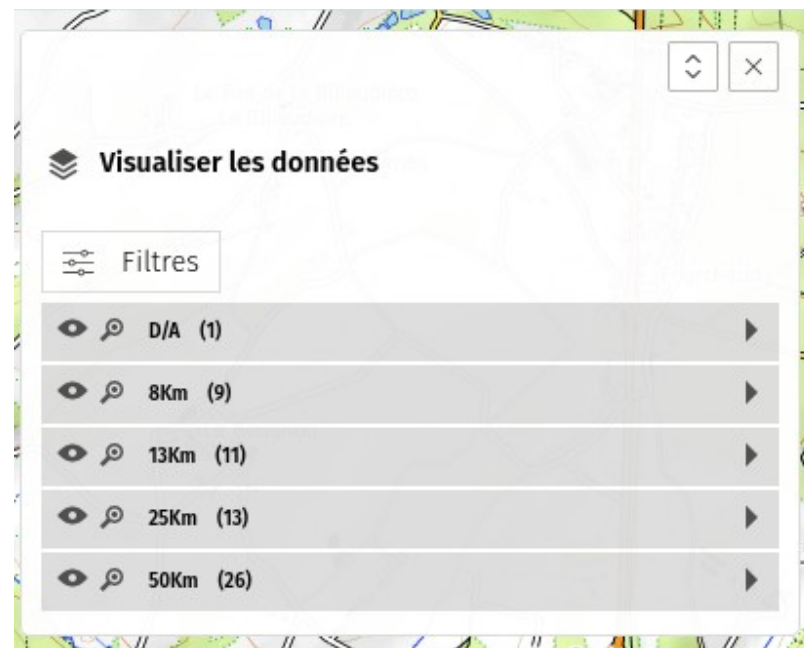 Visualiser les données
Filtres
D/A (1)
8Km (9)
13Km (11)
25Km (13)
50Km (26)